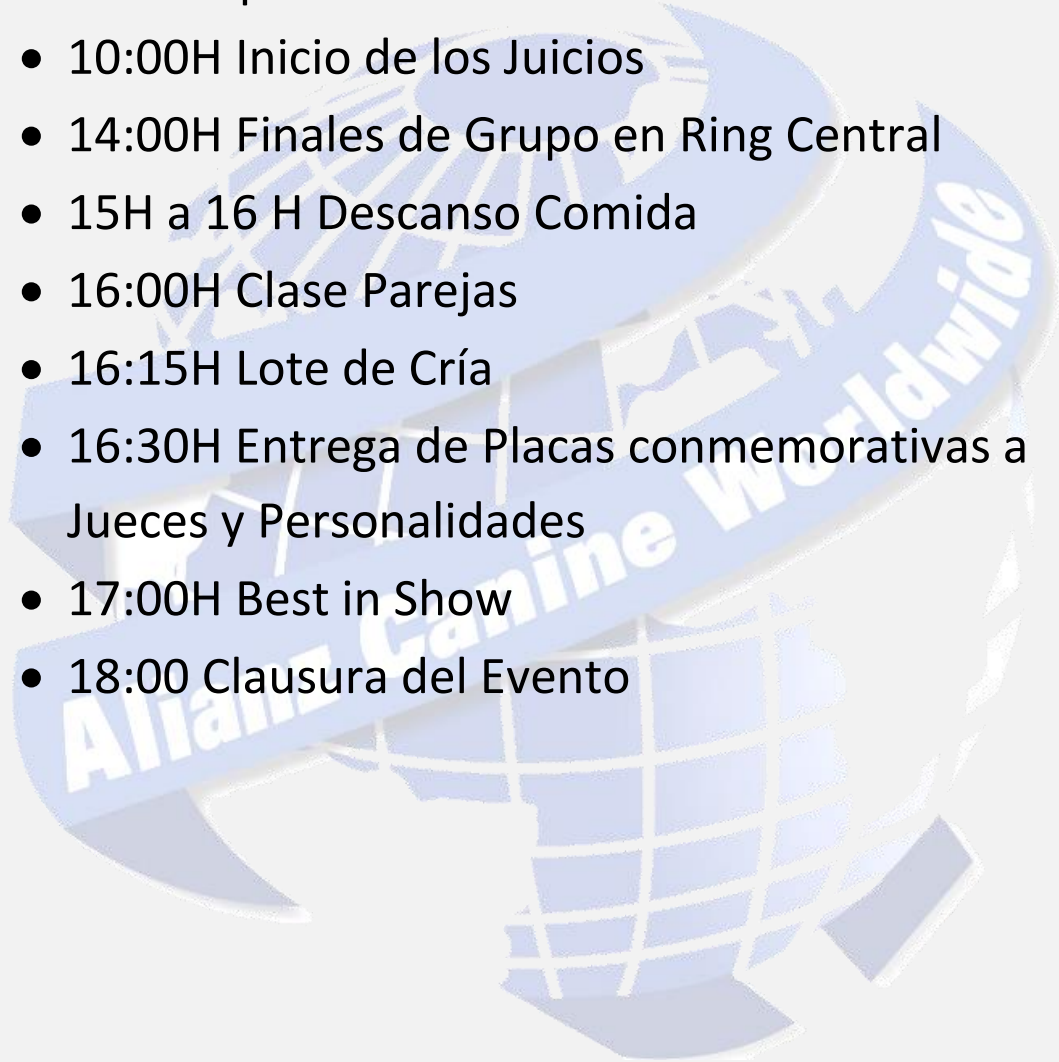 • 10:00H Inicio de los Juicios
• 14:00H Finales de Grupo en Ring Central
• 15H a 16 H Descanso Comida
• 16:00H Clase Parejas
• 16:15H Lote de Cría
• 16:30H Entrega de Placas conmemorativas a
Jueces y Personalidades
• 17:00H Best in Show
• 18:00 Clausura del Evento
Alianz Canine Worldwide